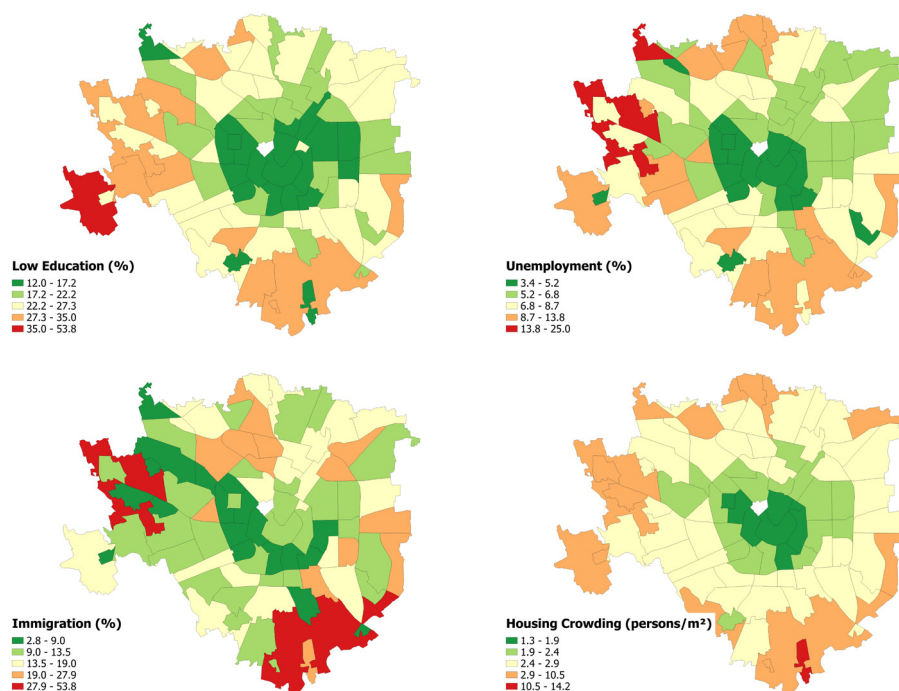 Low Education (%)
12.0 - 17.2
17.2 - 22.2
22.2 - 27.3
27.3 - 35.0
35.0 - 53.8
Unemployment (%)
3.4 - 5.2
5.2 - 6.8
6.8 - 8.7
8.7 - 13.8
13.8 - 25.0
Immigration (%)
2.8 - 9.0
9.0 - 13.5
13.5 - 19.0
19.0 - 27.9
27.9 - 53.8
Housing Crowding (persons/m²)
1.3 - 1.9
1.9 - 2.4
2.4 - 2.9
2.9 - 10.5
10.5 - 14.2